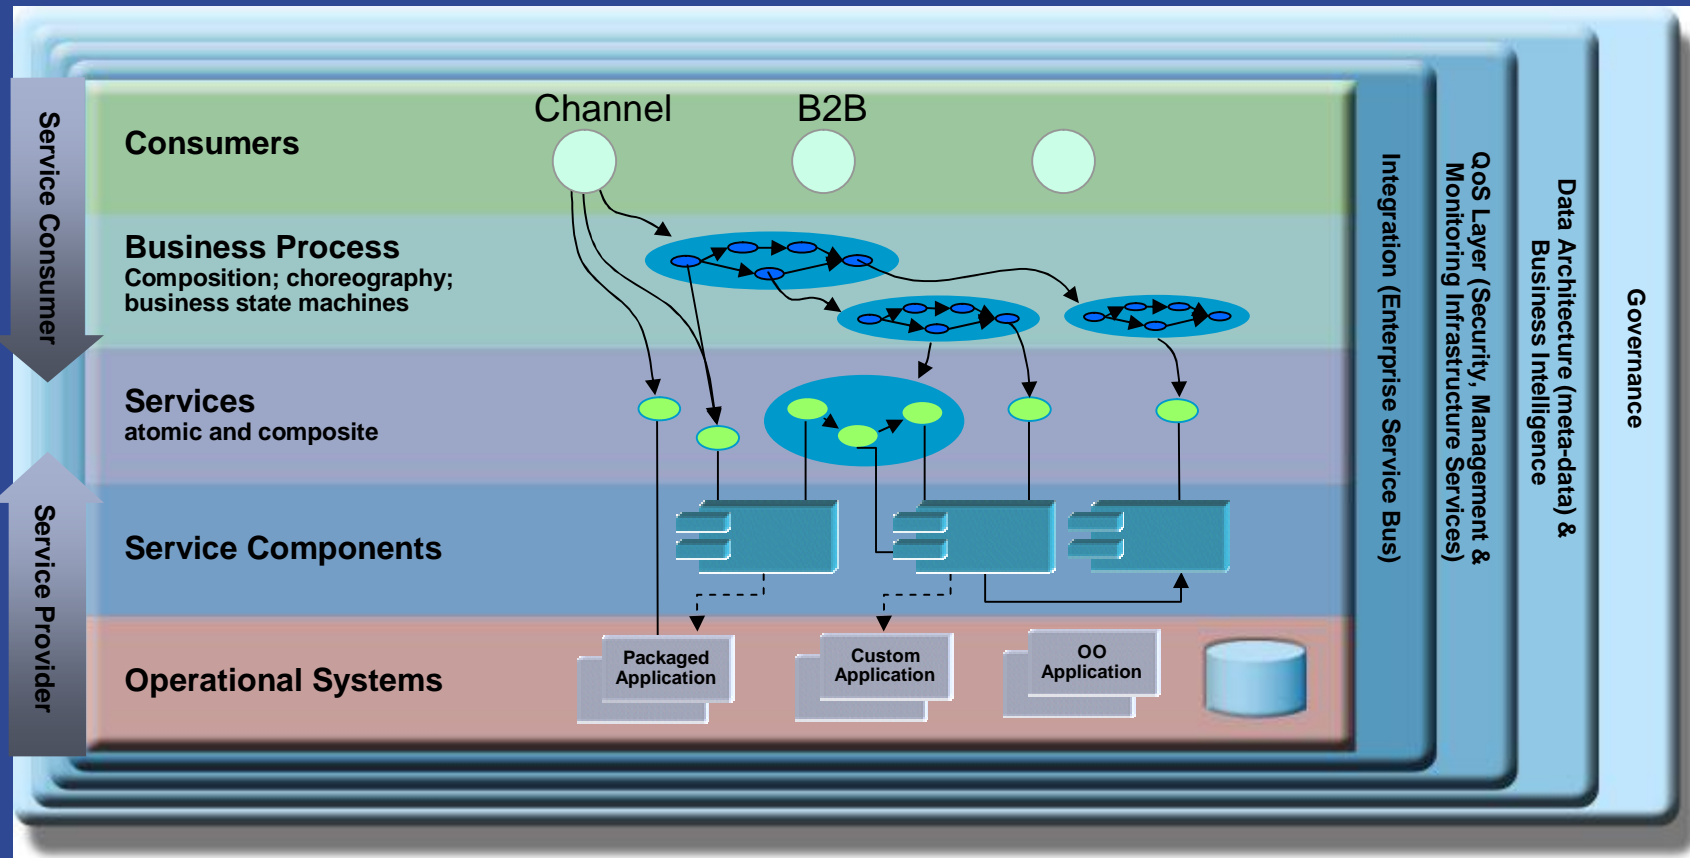 Channel
B2B
Consumers
Business Process
Composition; choreography;
business state machines
Services
atomic and composite
Service Components
Operational Systems
Packaged
Application
Custom
Application
OO
Application
Service Consumer
Service Provider
Integration (Enterprise Service Bus)
QoS Layer (Security, Management &
Monitoring Infrastructure Services)
Data Architecture (meta-data) &
Business Intelligence
Governance